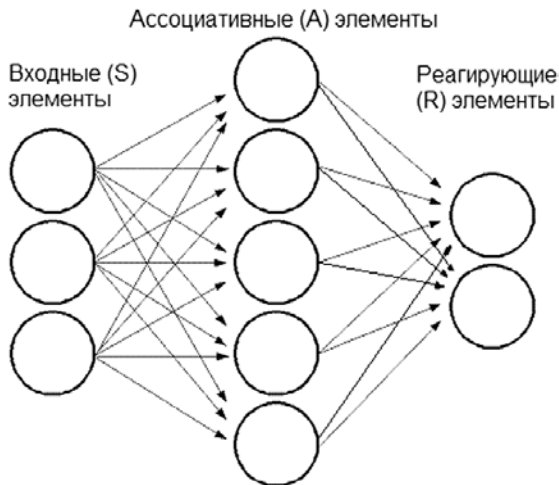 Ассоциативные (A) элементы
Входные (S)
элементы
Реагирующие
(R) элементы